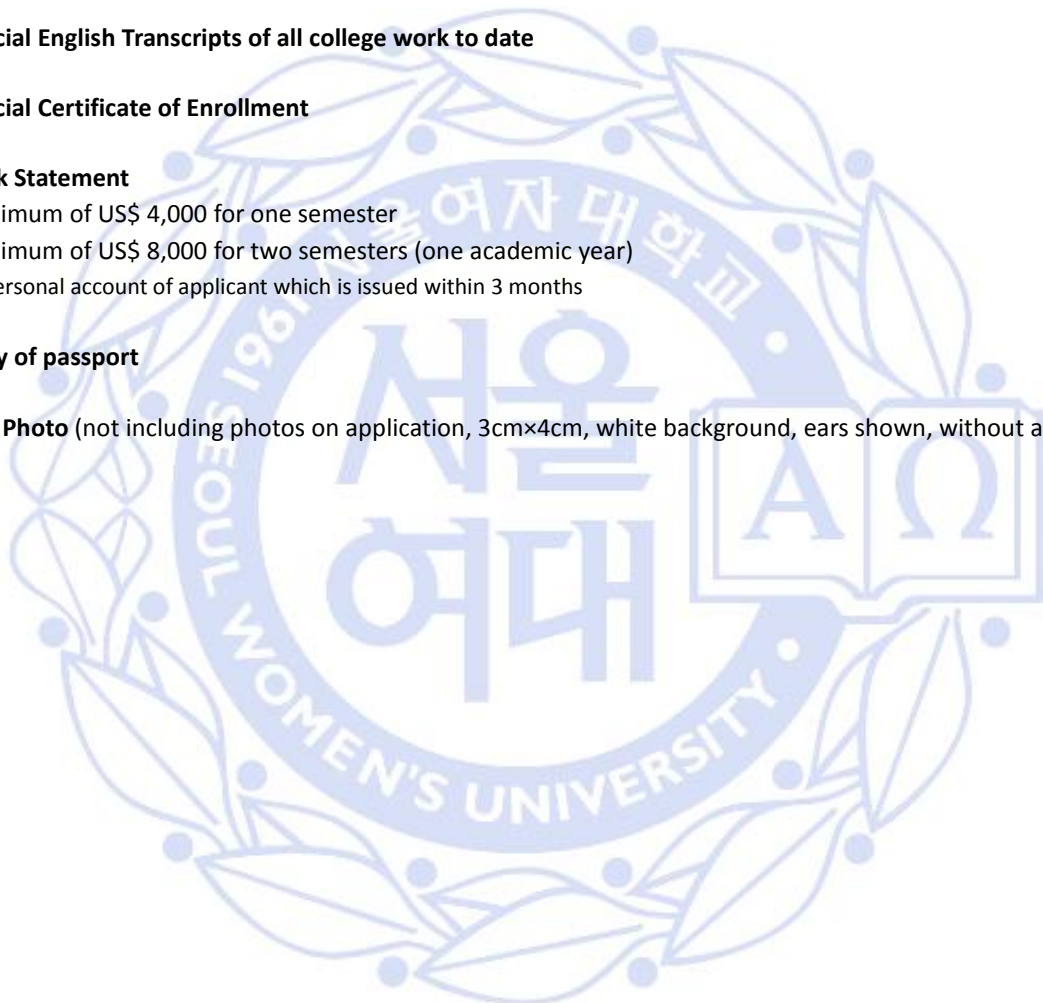 cial English Transcripts of all college work to date
cial Certificate of Enrollment
k Statement
imum of US$ 4,000 for one semester
imum of US$ 8,000 for two semesters (one academic year)
ersonal account of applicant which is issued within 3 months
y of passport
Photo (not including photos on application, 3cm×4cm, white background, ears shown, without a
1961 서울여자대학교
서울
여대
Α Ω
SEOUL WOMEN'S UNIVERSITY